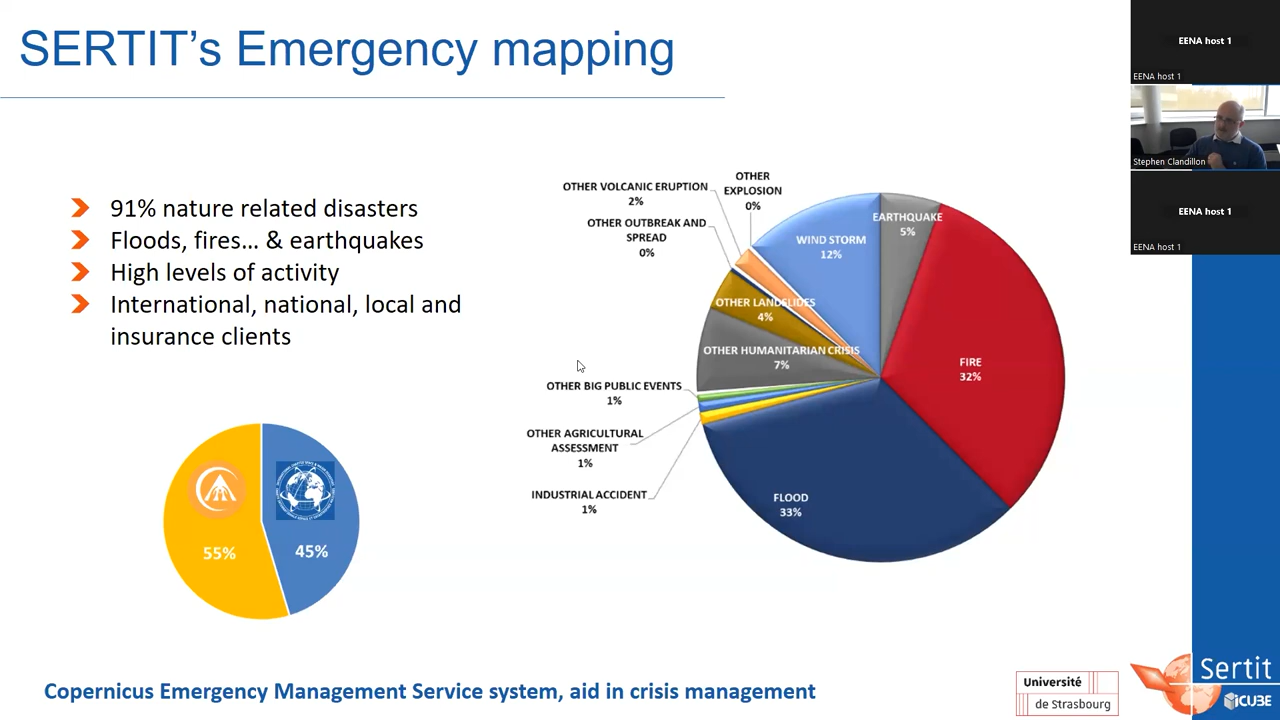 SERTIT's Emergency mapping
91% nature related disasters
Floods, fires... & earthquakes
High levels of activity
International, national, local and
insurance clients
55%
45%
OTHER VOLCANIC ERUPTION
2%
OTHER
EXPLOSION
0%
OTHER OUTBREAK AND
SPREAD
0%
WIND STORM
12%
EARTHQUAKE
5%
OTHER LANDSLIDES
4%
OTHER HUMANITARIAN CRISIS
7%
FIRE
32%
OTHER BIG PUBLIC EVENTS
1%
OTHER AGRICULTURAL
ASSESSMENT
1%
INDUSTRIAL ACCIDENT
1%
FLOOD
33%
EENA host 1
EENA host 1
Stephen Clandillon
EENA host 1
EENA host 1
Copernicus Emergency Management Service system, aid in crisis management
Université
de Strasbourg
Sertit
iCUBE